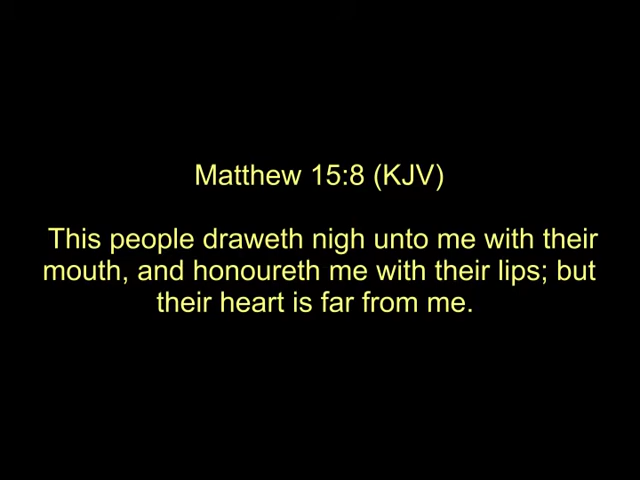 Matthew 15:8 (KJV)
This people draweth nigh unto me with their
mouth, and honoureth me with their lips; but
their heart is far from me.